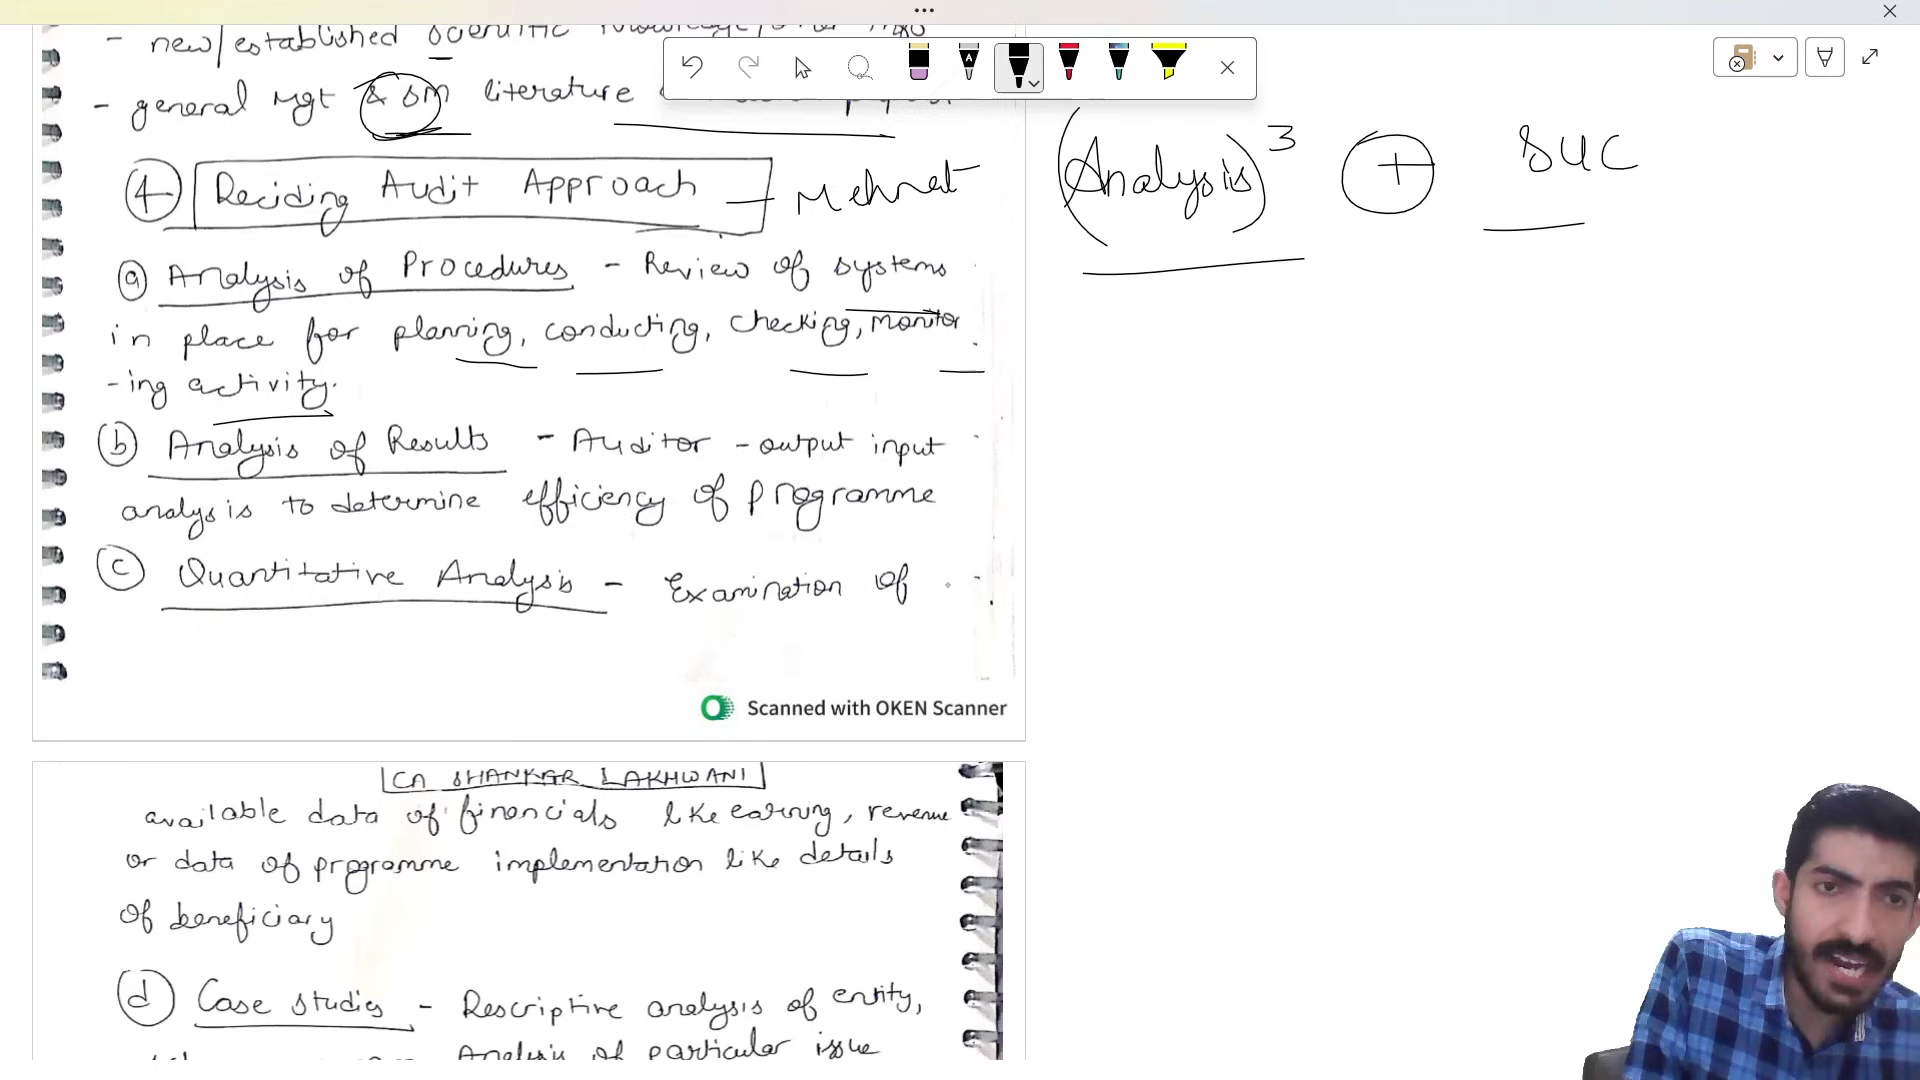 - new/established scientific
- general Mgt & SM literature
4 Deciding Audit Approach - Mehnat
a Analysis of Procedures - Review of systems
in place for planning, conducting, checking, monitor
-ing activity.
b Analysis of Results - Auditor - output input
analysis to determine efficiency of programme
c Quantitative Analysis - Examination of
Scanned with OKEN Scanner
CA SHANKAR LAKHWANI
available data of financials like earning, revenue
or data of programme implementation like details
of beneficiary
d Case studies - Descriptive analysis of entity,
Analysis of particular issue
(Analysis)³ + SUC